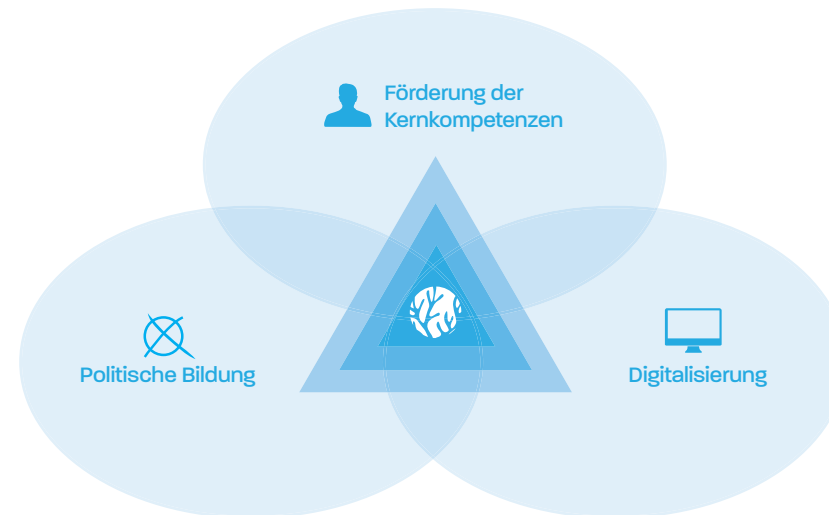 Förderung der
Kernkompetenzen
Politische Bildung
Digitalisierung